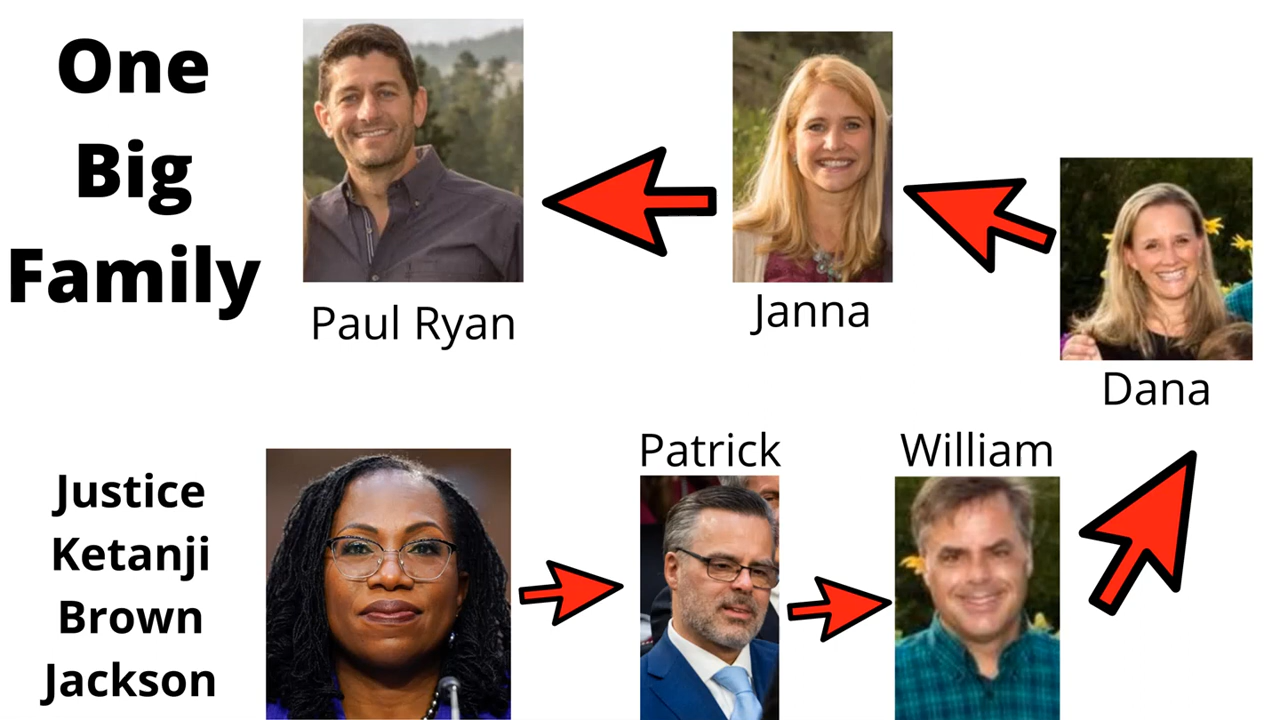 One
Big
Family
Paul Ryan
Janna
Dana
Justice
Ketanji
Brown
Jackson
Patrick
William